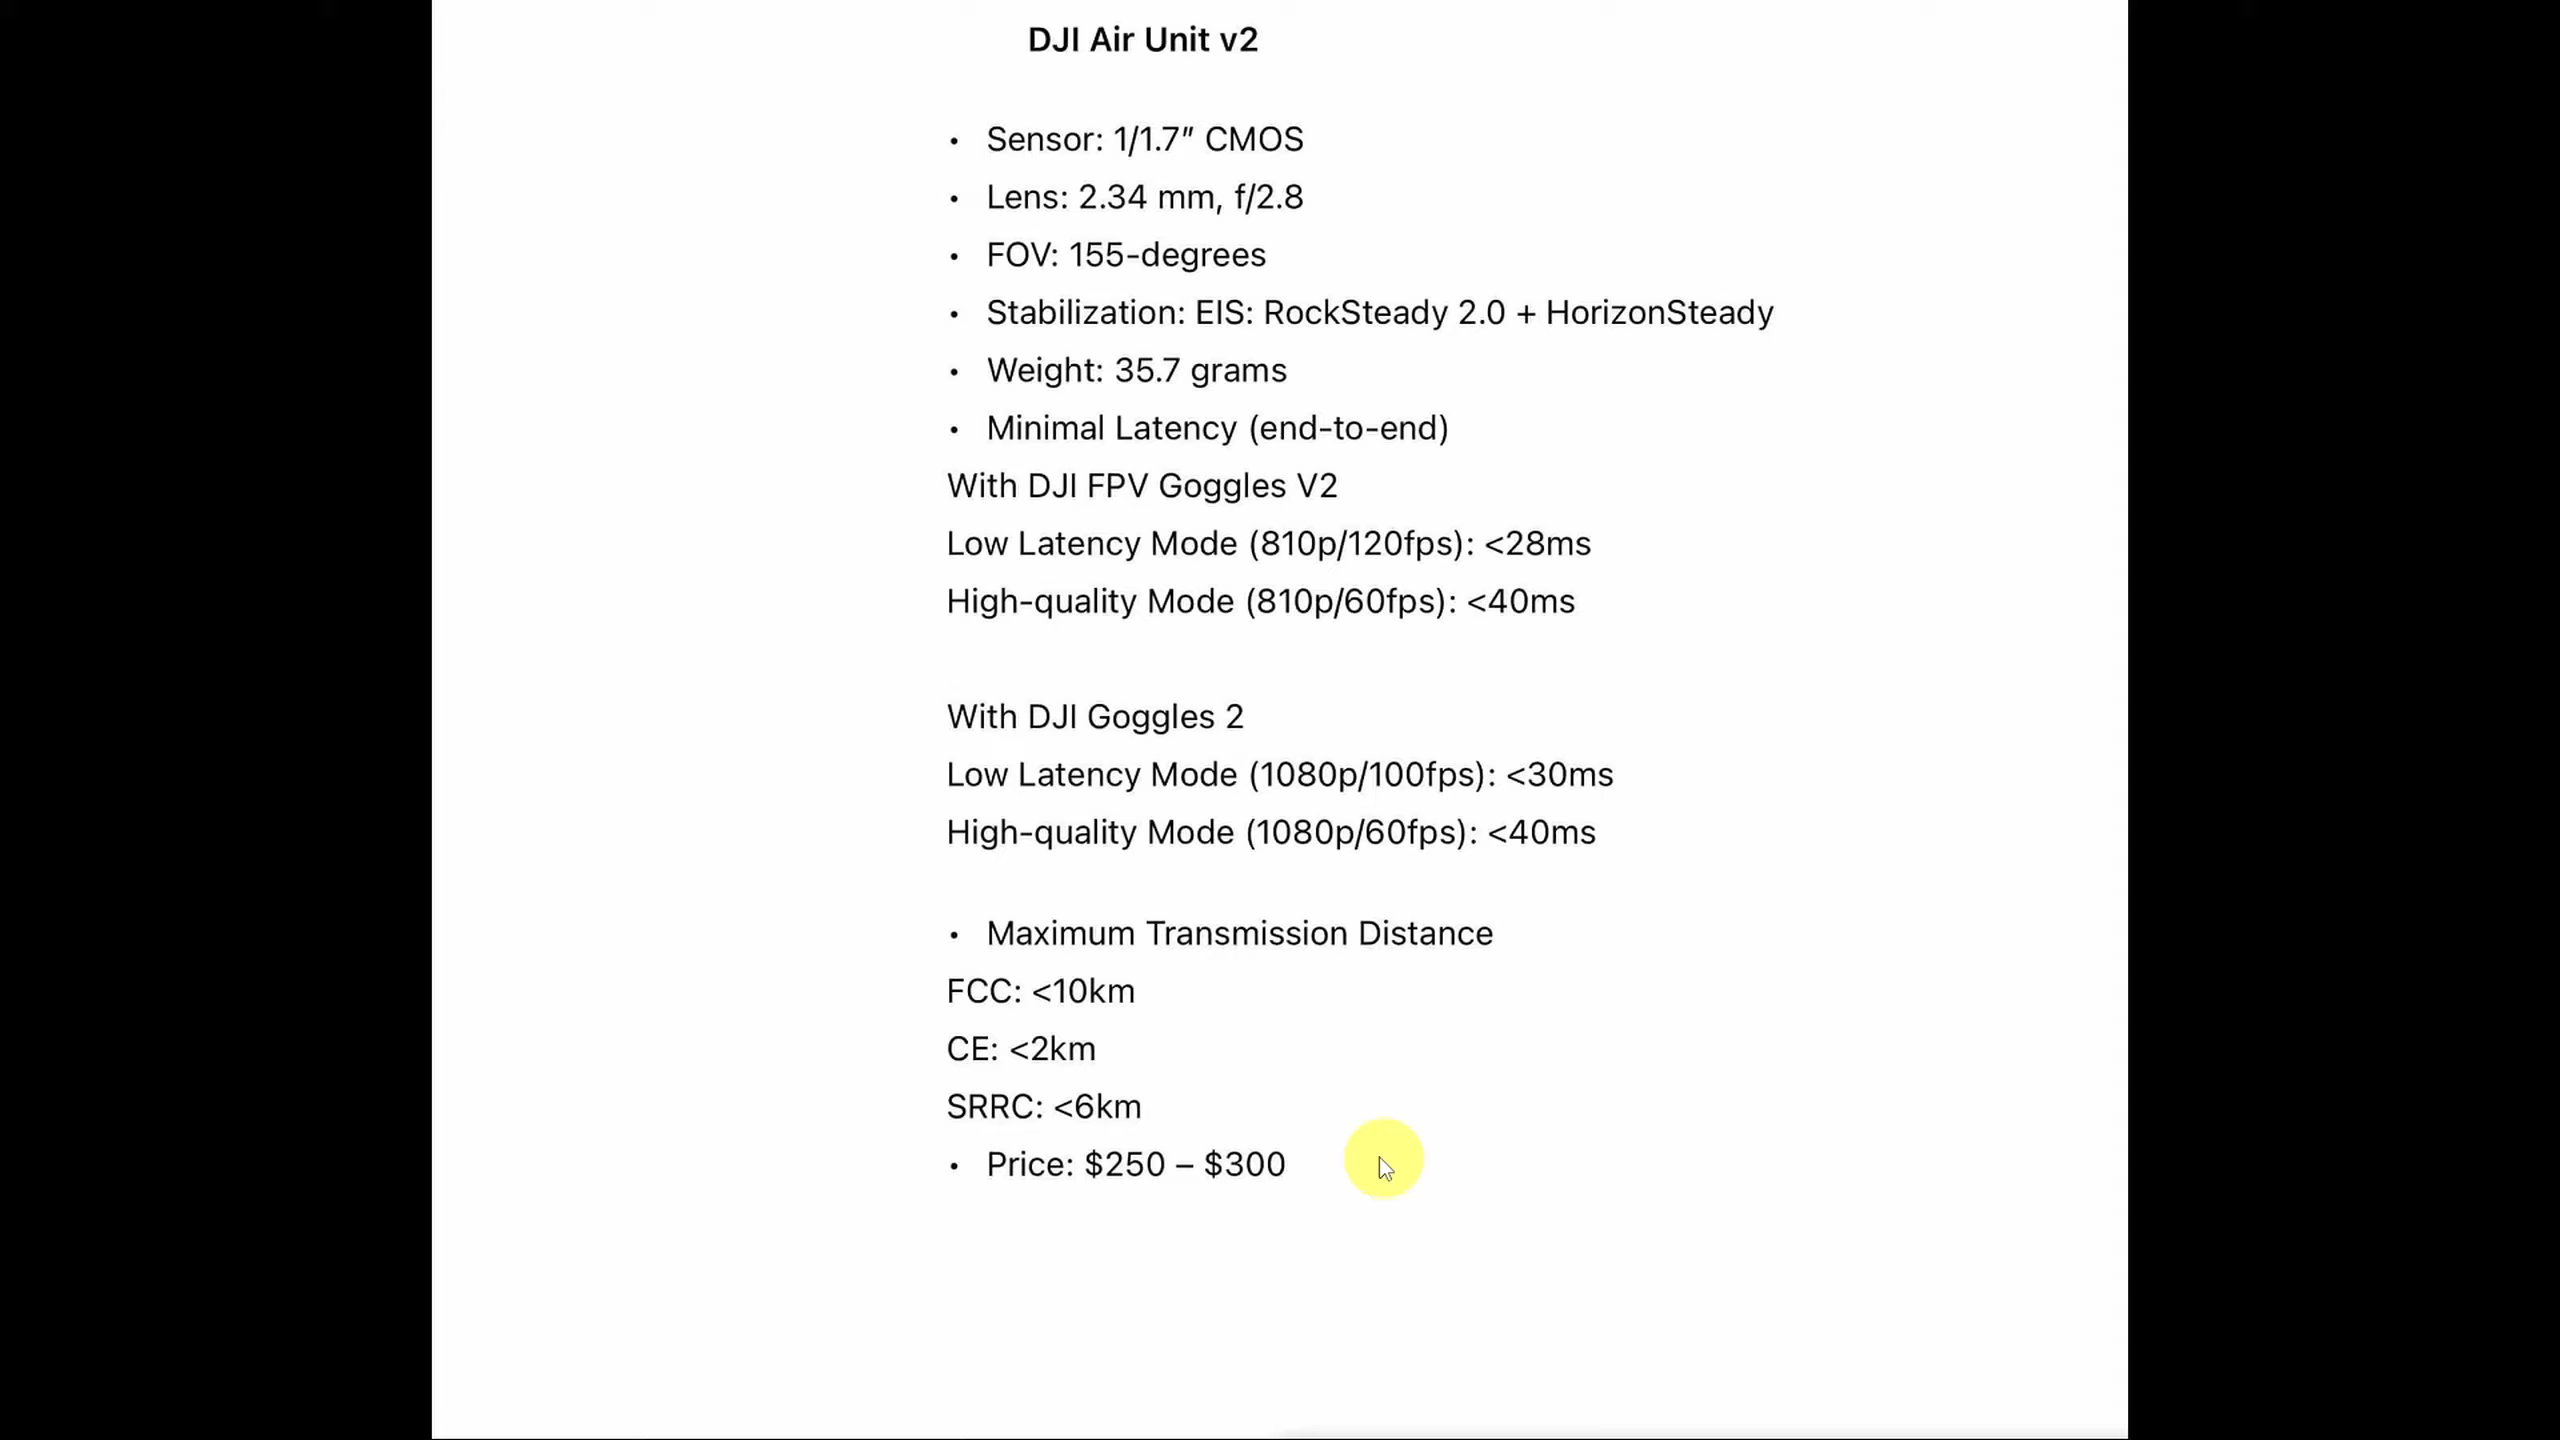 DJI Air Unit v2
• Sensor: 1/1.7″ CMOS
• Lens: 2.34 mm, f/2.8
• FOV: 155-degrees
• Stabilization: EIS: RockSteady 2.0 + HorizonSteady
• Weight: 35.7 grams
• Minimal Latency (end-to-end)
With DJI FPV Goggles V2
Low Latency Mode (810p/120fps): <28ms
High-quality Mode (810p/60fps): <40ms
With DJI Goggles 2
Low Latency Mode (1080p/100fps): <30ms
High-quality Mode (1080p/60fps): <40ms
• Maximum Transmission Distance
FCC: <10km
CE: <2km
SRRC: <6km
• Price: $250 – $300